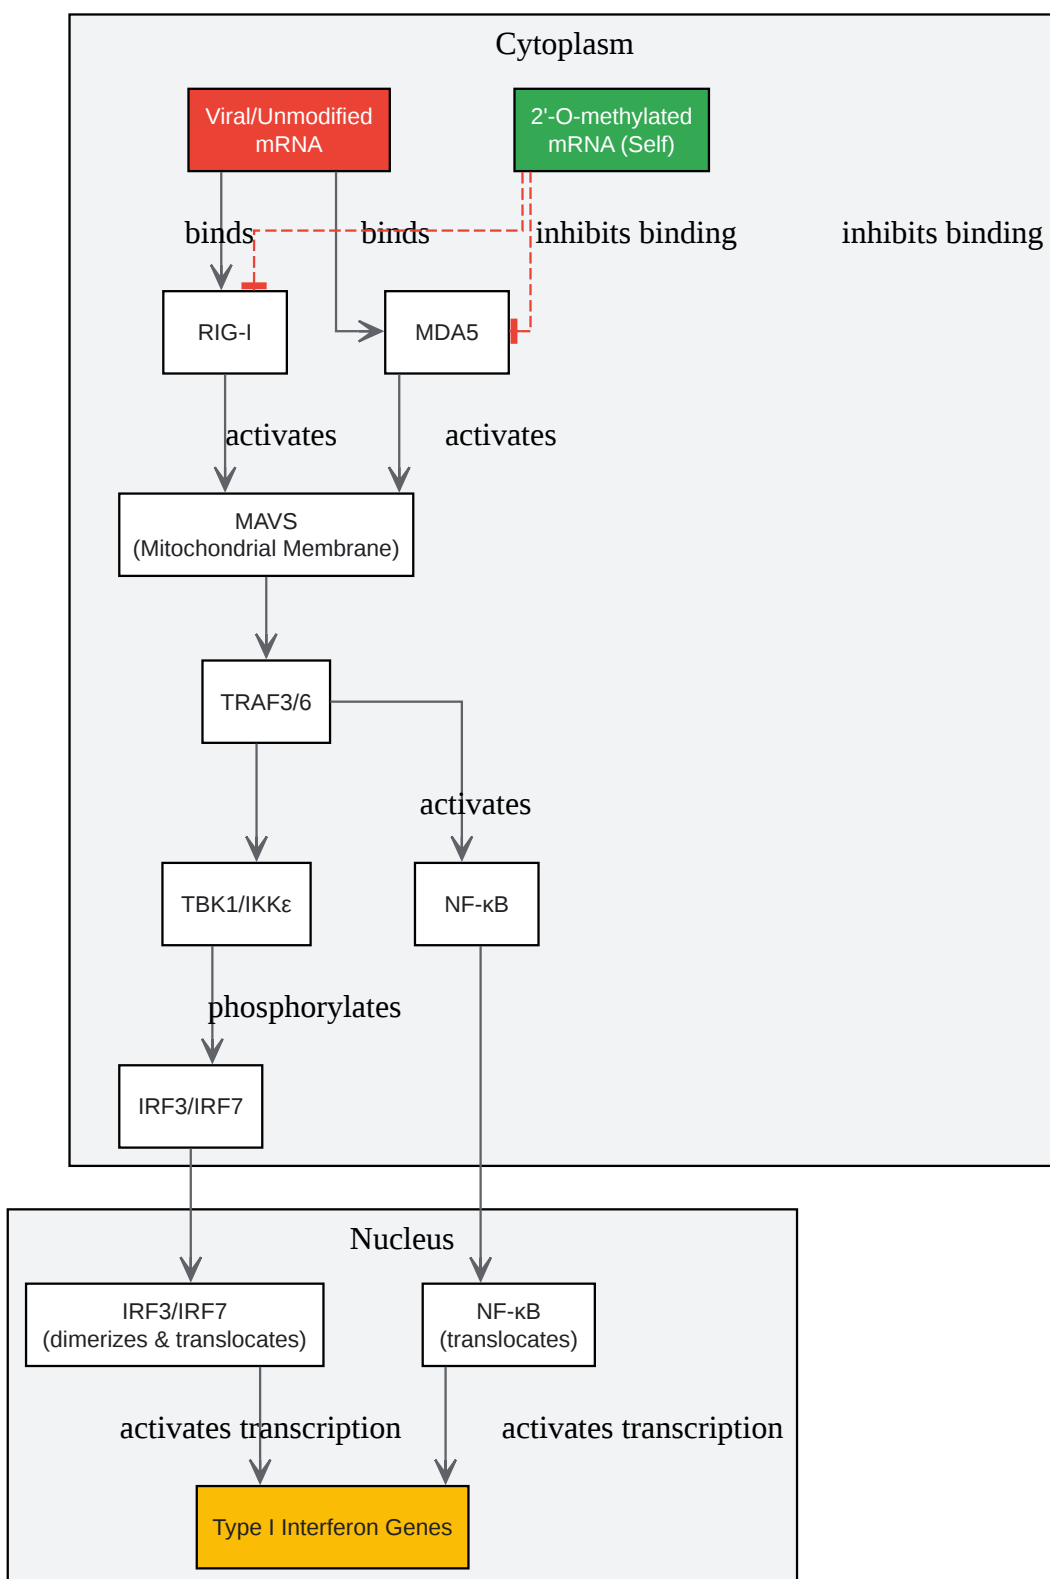 Cytoplasm
Viral/Unmodified
mRNA
2'-O-methylated
mRNA (Self)
binds
binds
inhibits binding
inhibits binding
RIG-I
MDA5
activates
activates
MAVS
(Mitochondrial Membrane)
TRAF3/6
activates
TBK1/IKKε
NF-κB
phosphorylates
IRF3/IRF7
Nucleus
IRF3/IRF7
(dimerizes & translocates)
NF-κB
(translocates)
activates transcription
activates transcription
Type I Interferon Genes